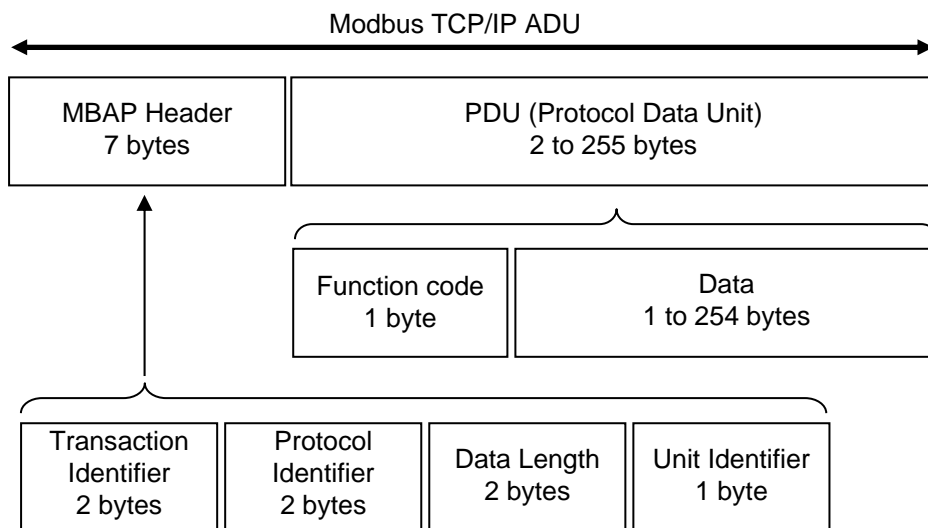 Modbus TCP/IP ADU
MBAP Header
7 bytes
PDU (Protocol Data Unit)
2 to 255 bytes
Function code
1 byte
Data
1 to 254 bytes
Transaction
Identifier
2 bytes
Protocol
Identifier
2 bytes
Data Length
2 bytes
Unit Identifier
1 byte